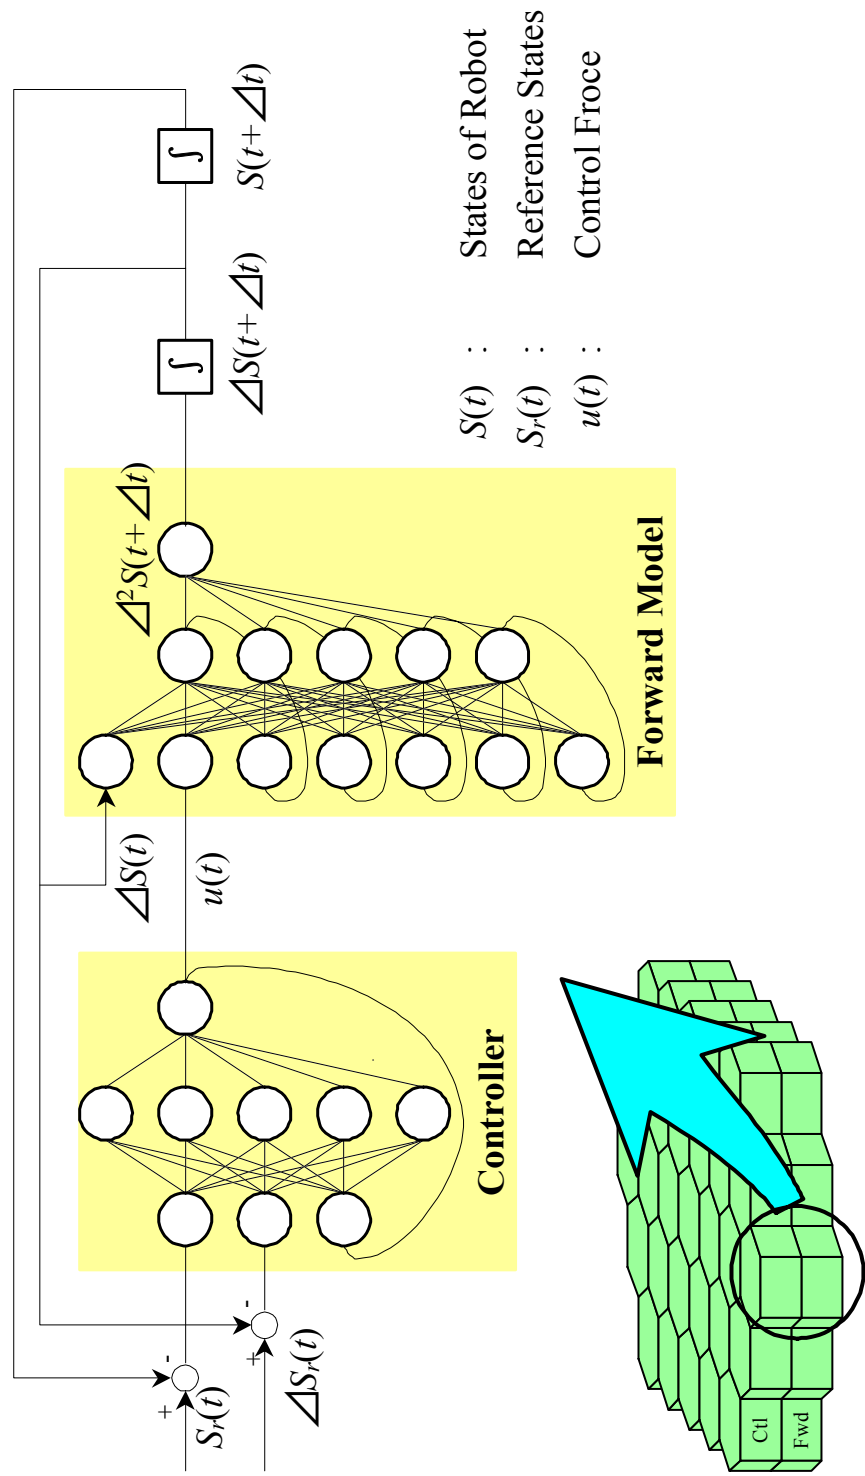 S(t+Δt)
ΔS(t+Δt)
Δ²S(t+Δt)
ΔS(t)
u(t)
Forward Model
Controller
S(t) : States of Robot
Sr(t) : Reference States
u(t) : Control Froce
∫
∫
-
+
Sr(t)
-
+
ΔSr(t)
Ctl
Fwd